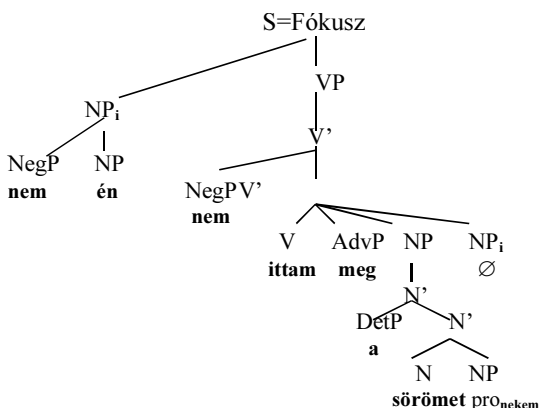 S=Fókusz
VP
NPi
V’
NegP NP
nem én
NegP V’
nem
V AdvP NP NPi
ittam meg ∅
N’
DetP N’
a
N NP
sörömet pronekem